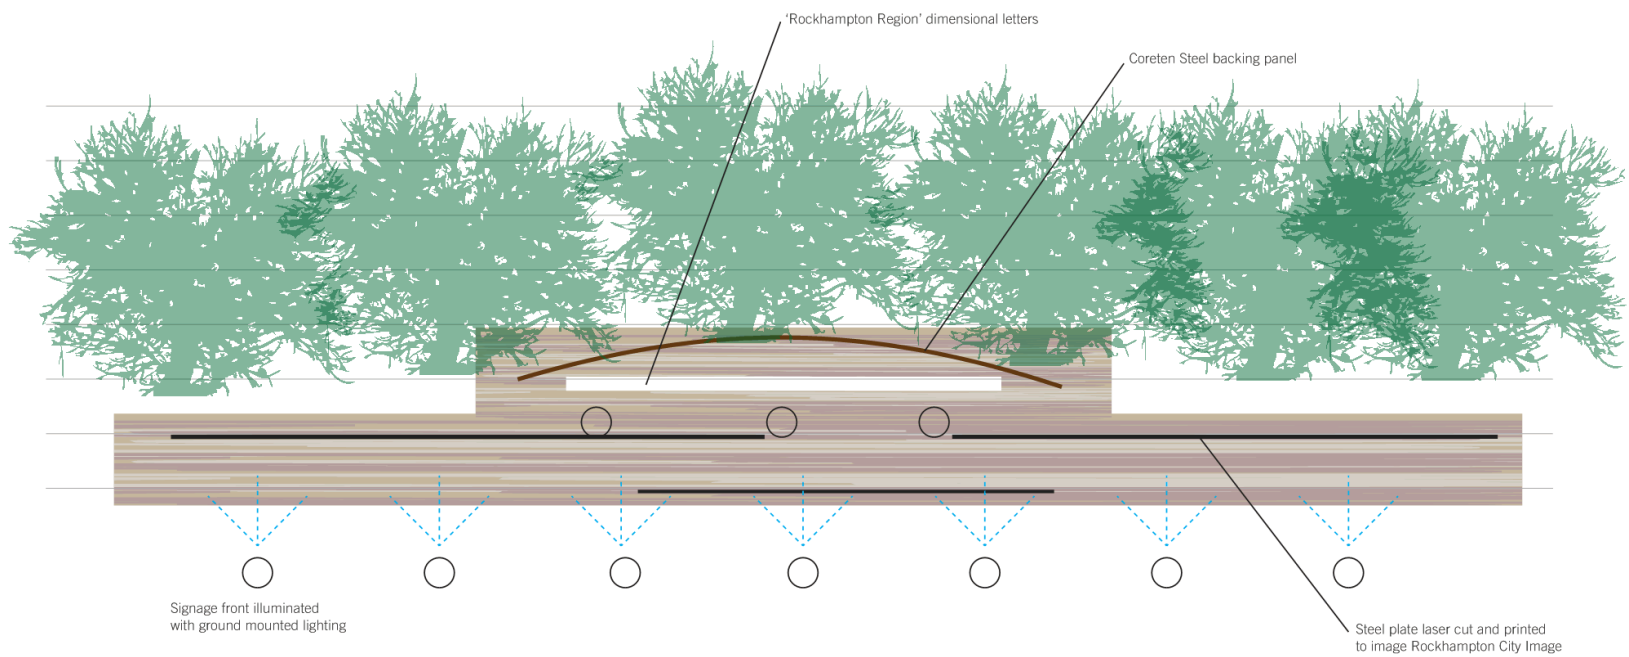 ‘Rockhampton Region’ dimensional letters
Coreten Steel backing panel
Signage front illuminated
with ground mounted lighting
Steel plate laser cut and printed
to image Rockhampton City Image